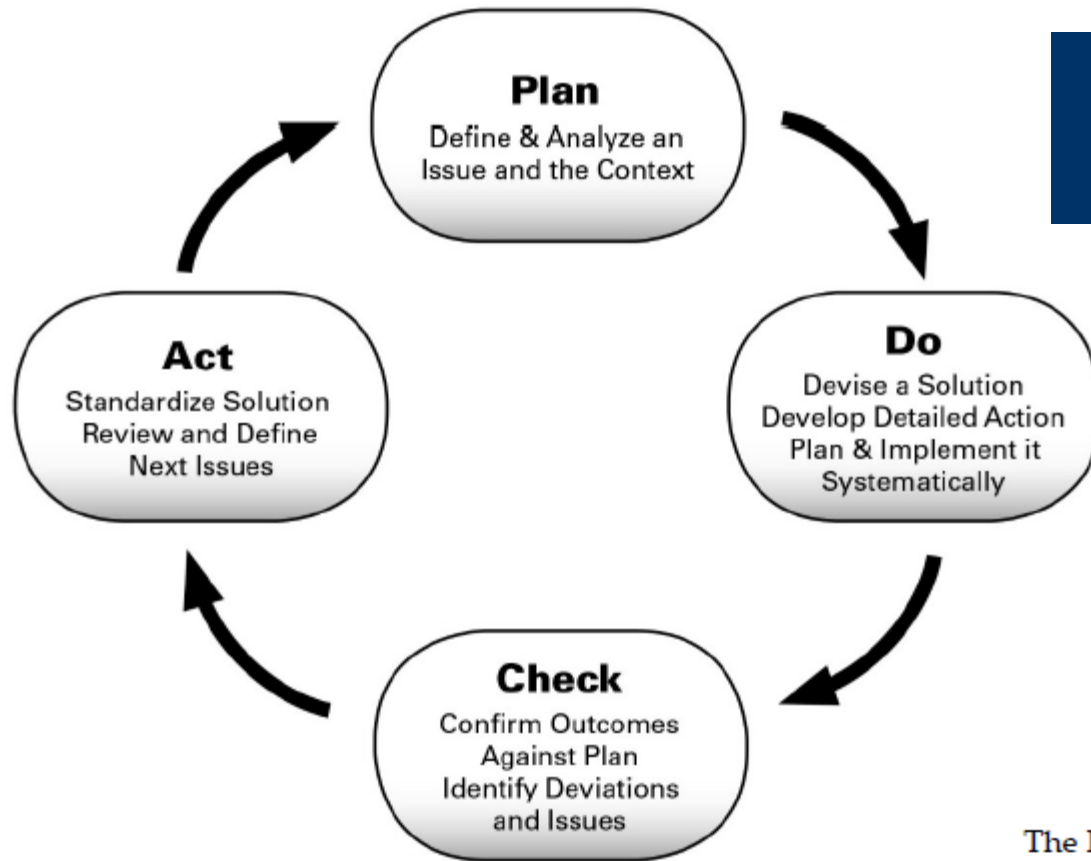 Plan
Define & Analyze an
Issue and the Context
Do
Devise a Solution
Develop Detailed Action
Plan & Implement it
Systematically
Check
Confirm Outcomes
Against Plan
Identify Deviations
and Issues
Act
Standardize Solution
Review and Define
Next Issues
The